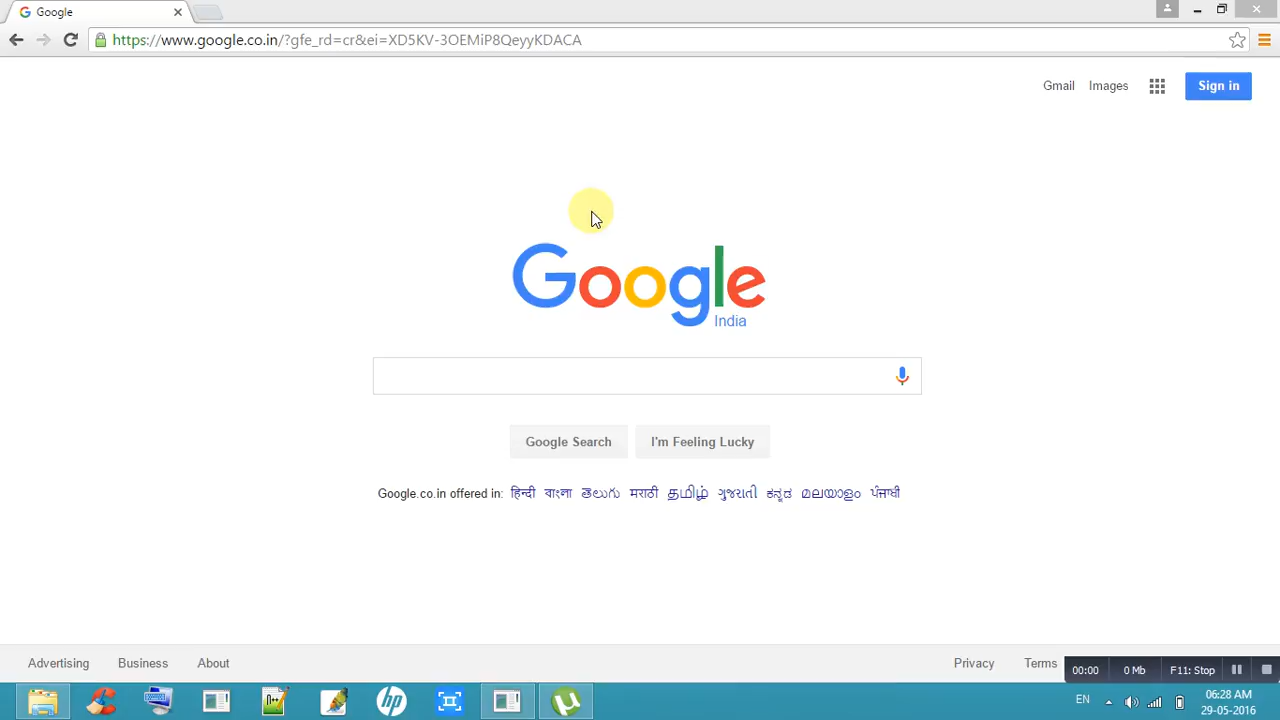 Google
https://www.google.co.in/?gfe_rd=cr&ei=XD5KV-3OEMiP8QeyyKDACA
Gmail Images Sign in
Google
India
Google Search I'm Feeling Lucky
Google.co.in offered in: हिन्दी বাংলা తెలుగు मराठी தமிழ் ગુજરાતી ಕನ್ನಡ മലയാളം ਪੰਜਾਬੀ
Advertising Business About Privacy Terms
00:00 0 Mb F11: Stop
hp
EN 06:28 AM
29-05-2016